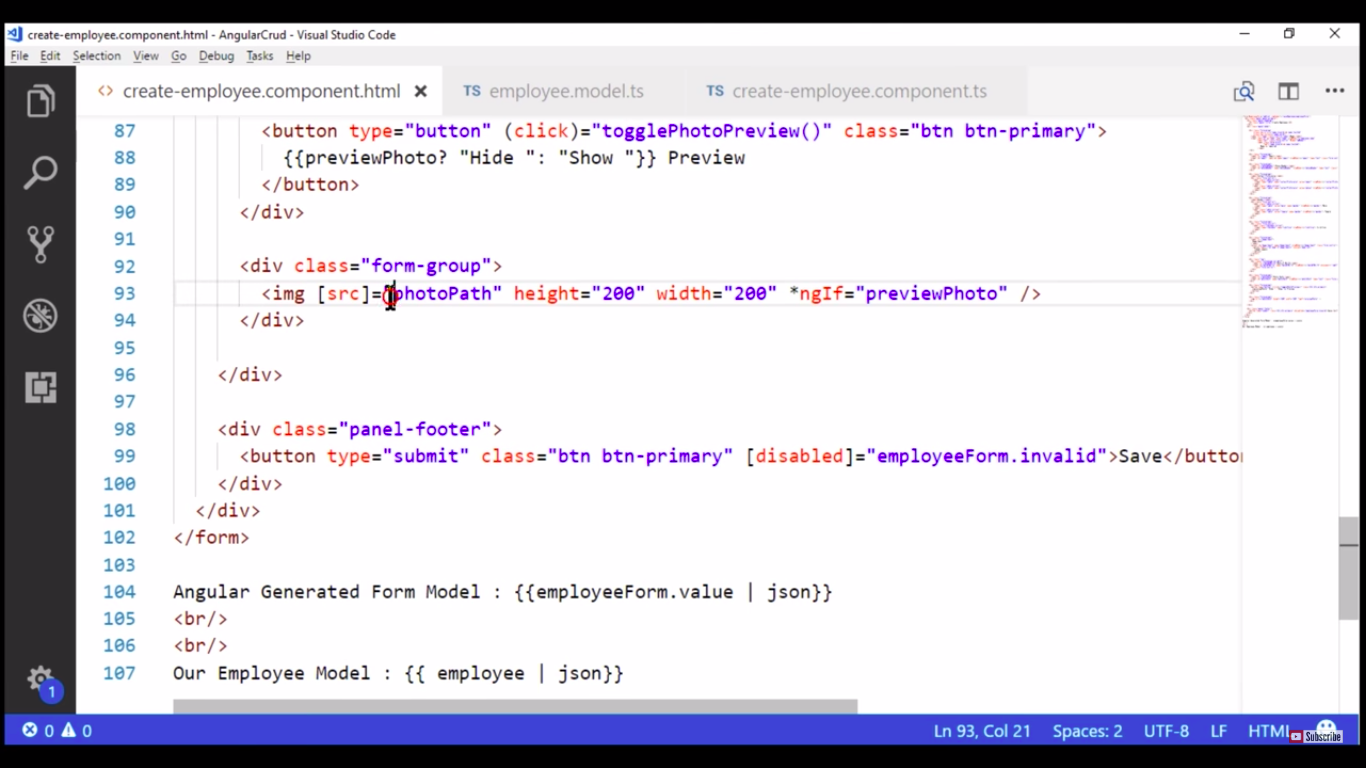 create-employee.component.html - AngularCrud - Visual Studio Code
File Edit Selection View Go Debug Tasks Help
create-employee.component.html TS employee.model.ts TS create-employee.component.ts
87 <button type="button" (click)="togglePhotoPreview()" class="btn btn-primary">
88 {{previewPhoto? "Hide ": "Show "}} Preview
89 </button>
90 </div>
91
92 <div class="form-group">
93 <img [src]="photoPath" height="200" width="200" *ngIf="previewPhoto" />
94 </div>
95
96 </div>
97
98 <div class="panel-footer">
99 <button type="submit" class="btn btn-primary" [disabled]="employeeForm.invalid">Save</butto
100 </div>
101 </div>
102 </form>
103
104 Angular Generated Form Model : {{employeeForm.value | json}}
105 <br/>
106 <br/>
107 Our Employee Model : {{ employee | json}}
1
0 0 Ln 93, Col 21 Spaces: 2 UTF-8 LF HTML Subscribe